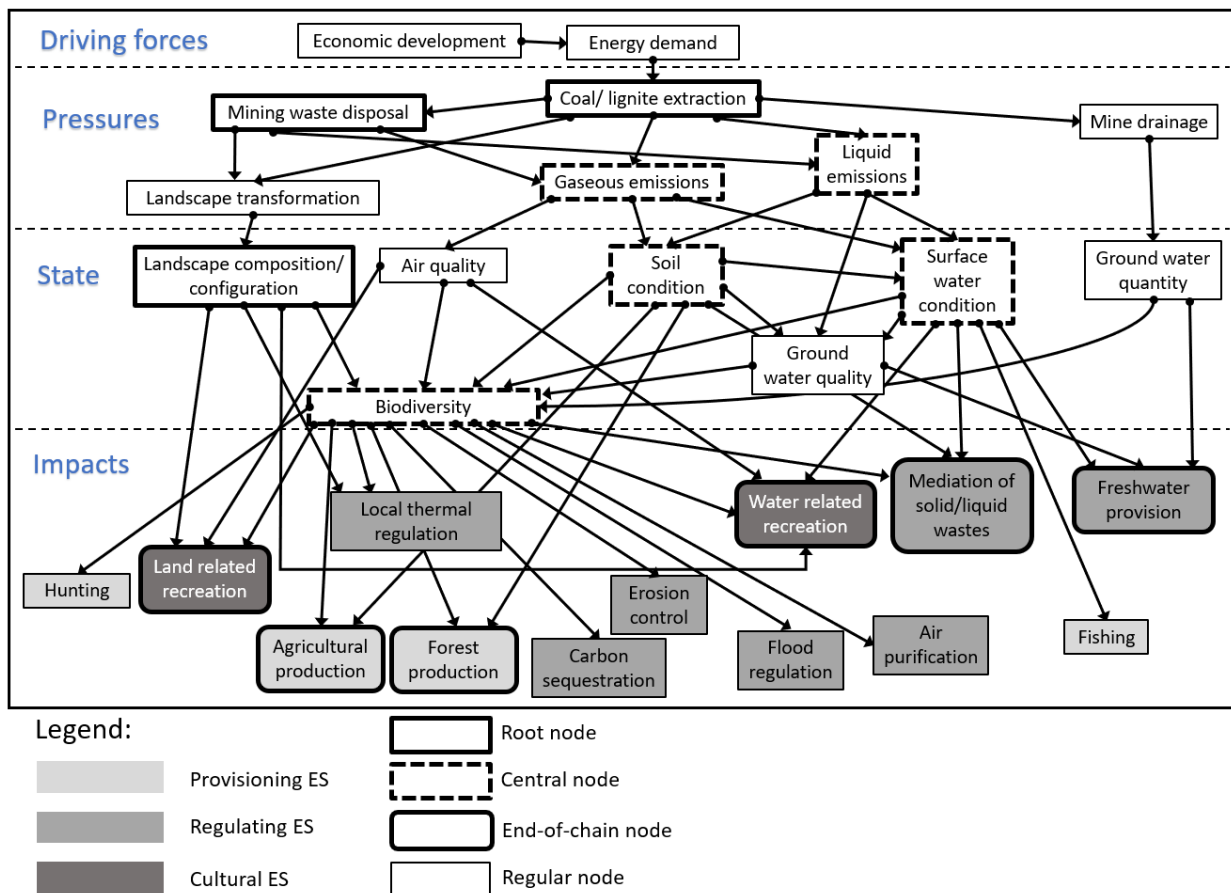 Driving forces
Economic development
Energy demand
Pressures
Mining waste disposal
Coal/ lignite extraction
Mine drainage
Liquid
emissions
Gaseous emissions
Landscape transformation
State
Landscape composition/
configuration
Air quality
Soil
condition
Surface
water
condition
Ground water
quantity
Ground
water quality
Biodiversity
Impacts
Local thermal
regulation
Water related
recreation
Mediation of
solid/liquid
wastes
Freshwater
provision
Hunting
Land related
recreation
Erosion
control
Agricultural
production
Forest
production
Carbon
sequestration
Flood
regulation
Air
purification
Fishing
Legend:
Provisioning ES
Regulating ES
Cultural ES
Root node
Central node
End-of-chain node
Regular node